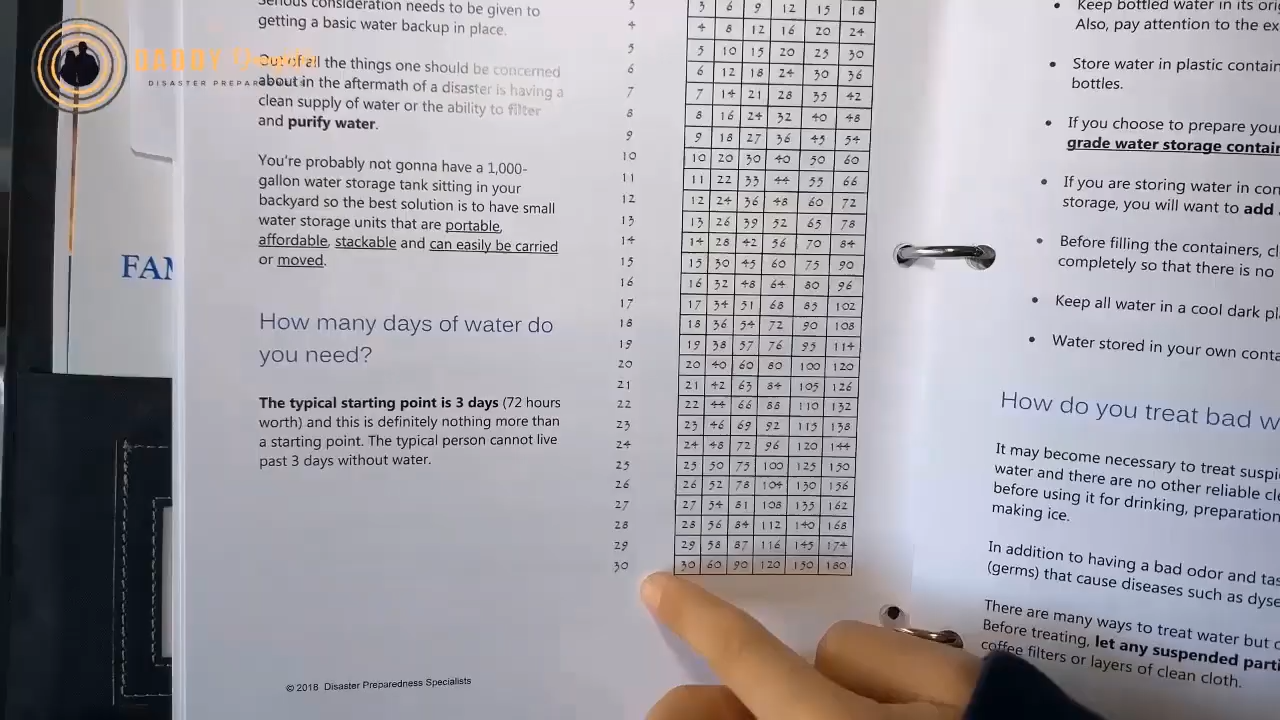 DADDY
DISASTER PREPAR
Serious consideration needs to be given to
getting a basic water backup in place.
Out of all the things one should be concerned
about in the aftermath of a disaster is having a
clean supply of water or the ability to filter
and purify water.
You're probably not gonna have a 1,000-
gallon water storage tank sitting in your
backyard so the best solution is to have small
water storage units that are portable,
affordable, stackable and can easily be carried
or moved.
FAM
How many days of water do
you need?
The typical starting point is 3 days (72 hours
worth) and this is definitely nothing more than
a starting point. The typical person cannot live
past 3 days without water.
© 2018 Disaster Preparedness Specialists
3 3 6 9 12 15 18
4 4 8 12 16 20 24
5 5 10 15 20 25 30
6 6 12 18 24 30 36
7 7 14 21 28 35 42
8 8 16 24 32 40 48
9 9 18 27 36 45 54
10 10 20 30 40 50 60
11 11 22 33 44 55 66
12 12 24 36 48 60 72
13 13 26 39 52 65 78
14 14 28 42 56 70 84
15 15 30 45 60 75 90
16 16 32 48 64 80 96
17 17 34 51 68 85 102
18 18 36 54 72 90 108
19 19 38 57 76 95 114
20 20 40 60 80 100 120
21 21 42 63 84 105 126
22 22 44 66 88 110 132
23 23 46 69 92 115 138
24 24 48 72 96 120 144
25 25 50 75 100 125 150
26 26 52 78 104 130 156
27 27 54 81 108 135 162
28 28 56 84 112 140 168
29 29 58 87 116 145 174
30 30 60 90 120 150 180
Keep bottled water in its ori
Also, pay attention to the ex
Store water in plastic contain
bottles.
If you choose to prepare your
grade water storage contain
If you are storing water in con
storage, you will want to add
Before filling the containers, cl
completely so that there is no
Keep all water in a cool dark pl
Water stored in your own conta
How do you treat bad w
It may become necessary to treat suspi
water and there are no other reliable cle
before using it for drinking, preparation
making ice.
In addition to having a bad odor and tas
(germs) that cause diseases such as dyse
There are many ways to treat water but
Before treating, let any suspended parti
coffee filters or layers of clean cloth.